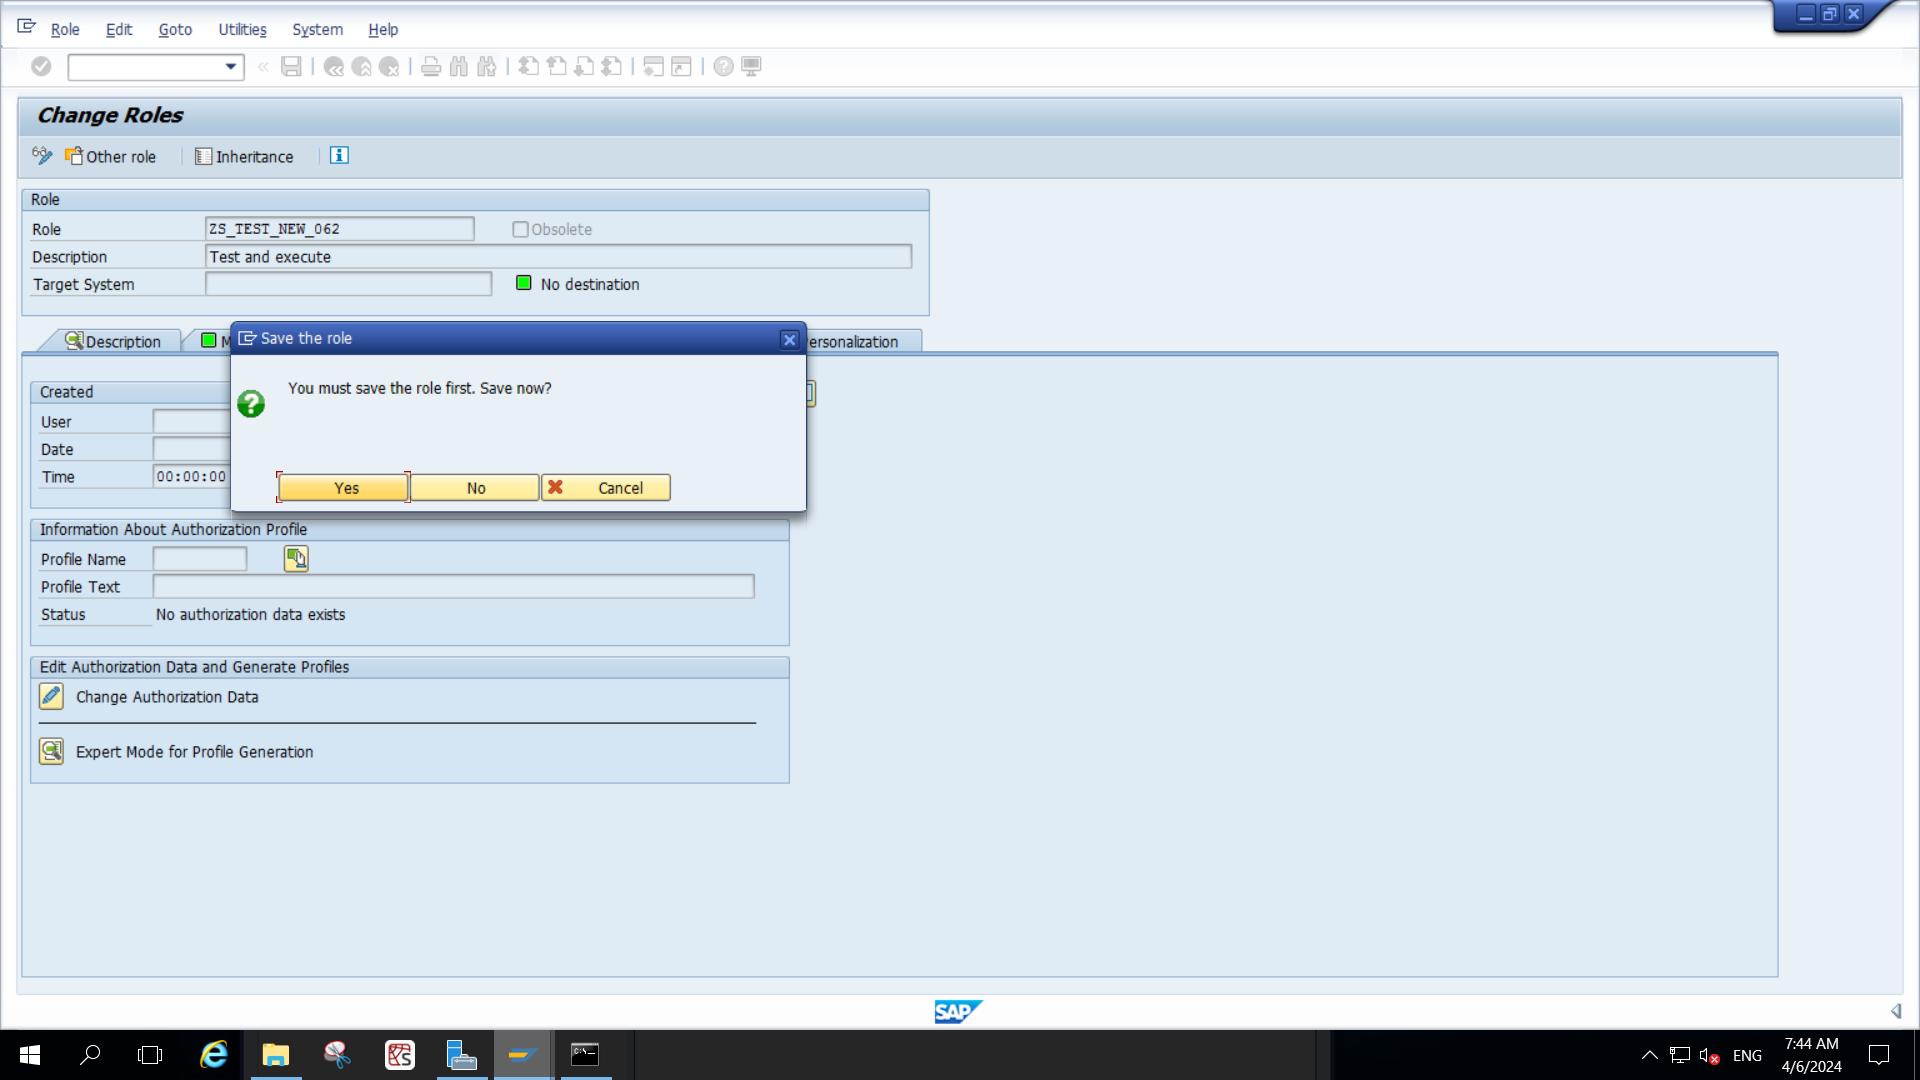 Role Edit Goto Utilities System Help
Change Roles
Other role Inheritance
Role
Role ZS_TEST_NEW_062 Obsolete
Description Test and execute
Target System No destination
Description
Save the role
ersonalization
You must save the role first. Save now?
Yes No Cancel
Created
User
Date
Time 00:00:00
Information About Authorization Profile
Profile Name
Profile Text
Status No authorization data exists
Edit Authorization Data and Generate Profiles
Change Authorization Data
Expert Mode for Profile Generation
SAP
ENG
7:44 AM
4/6/2024